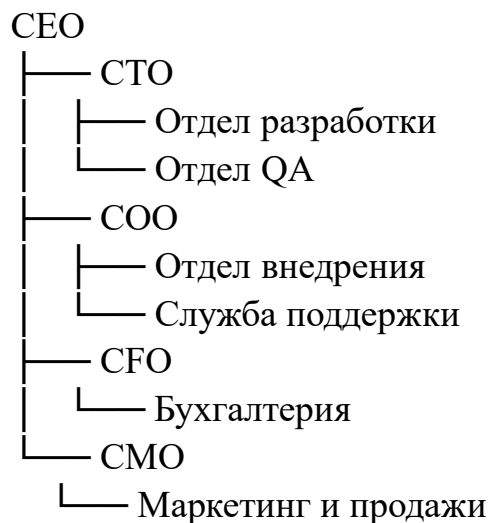 CEO
CTO
Отдел разработки
Отдел QA
COO
Отдел внедрения
Служба поддержки
CFO
Бухгалтерия
CMO
Маркетинг и продажи